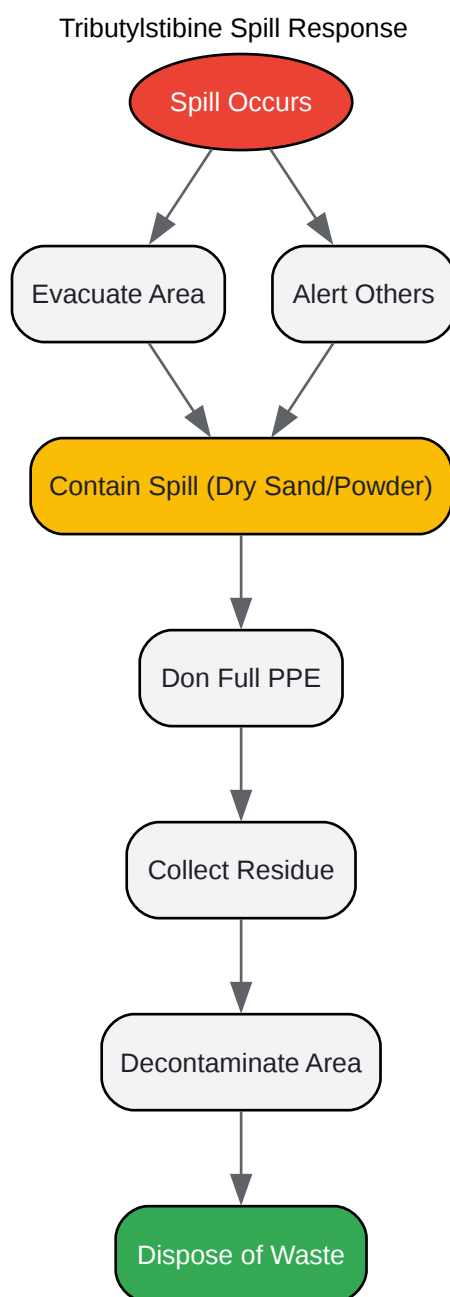 Tributylstibine Spill Response
Spill Occurs
Evacuate Area
Alert Others
Contain Spill (Dry Sand/Powder)
Don Full PPE
Collect Residue
Decontaminate Area
Dispose of Waste